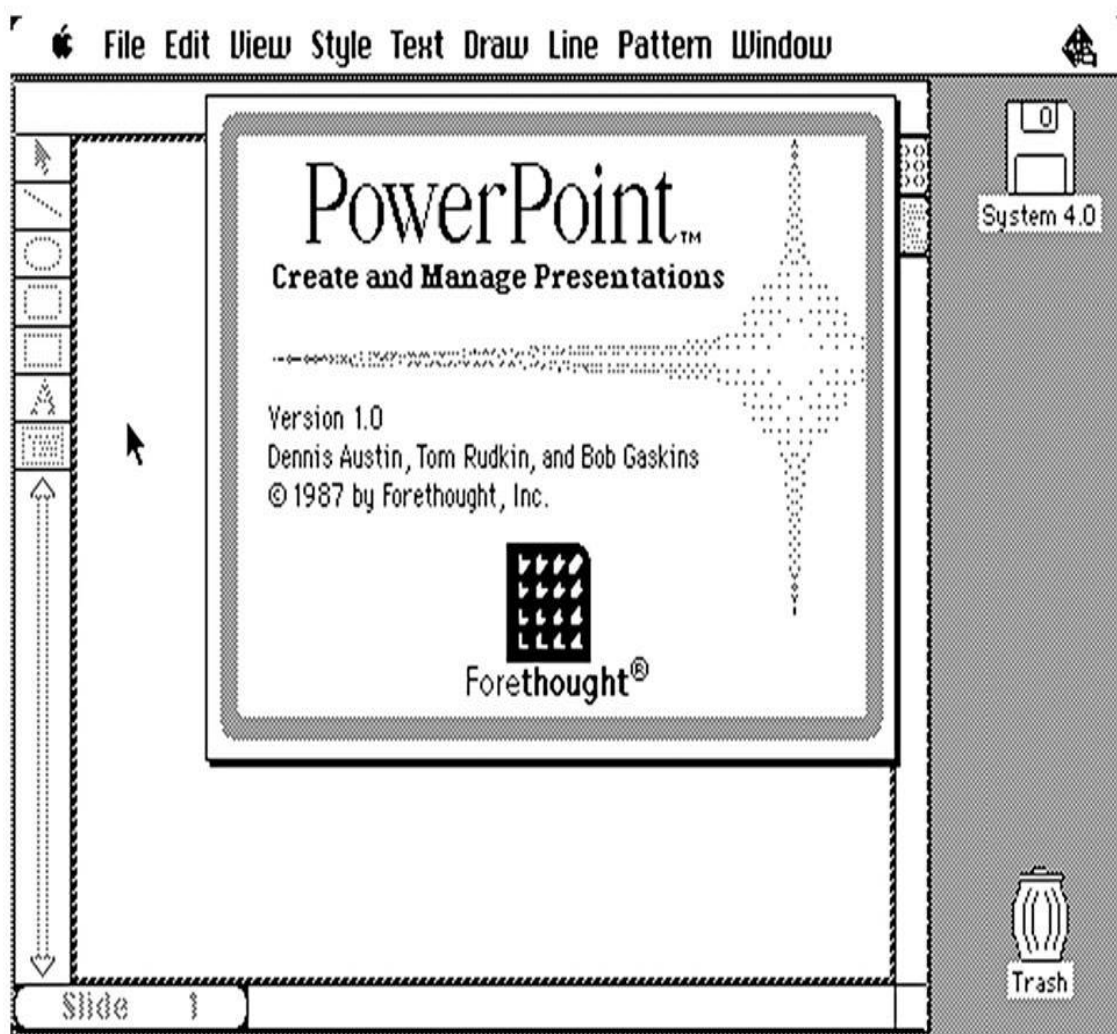 File Edit View Style Text Draw Line Pattern Window
PowerPoint™
Create and Manage Presentations
Version 1.0
Dennis Austin, Tom Rudkin, and Bob Gaskins
© 1987 by Forethought, Inc.
Forethought®
A
0
System 4.0
Trash
Slide 1